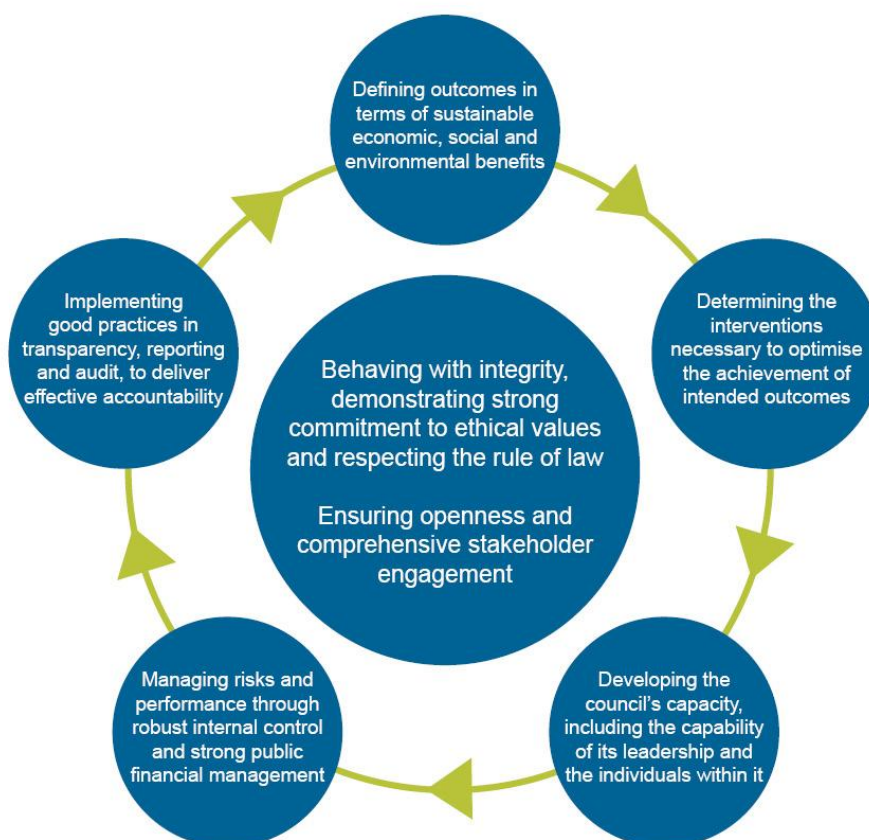 Defining outcomes in
terms of sustainable
economic, social and
environmental benefits
Determining the
interventions
necessary to optimise
the achievement of
intended outcomes
Developing the
council's capacity,
including the capability
of its leadership and
the individuals within it
Managing risks and
performance through
robust internal control
and strong public
financial management
Implementing
good practices in
transparency, reporting
and audit, to deliver
effective accountability
Behaving with integrity,
demonstrating strong
commitment to ethical values
and respecting the rule of law
Ensuring openness and
comprehensive stakeholder
engagement